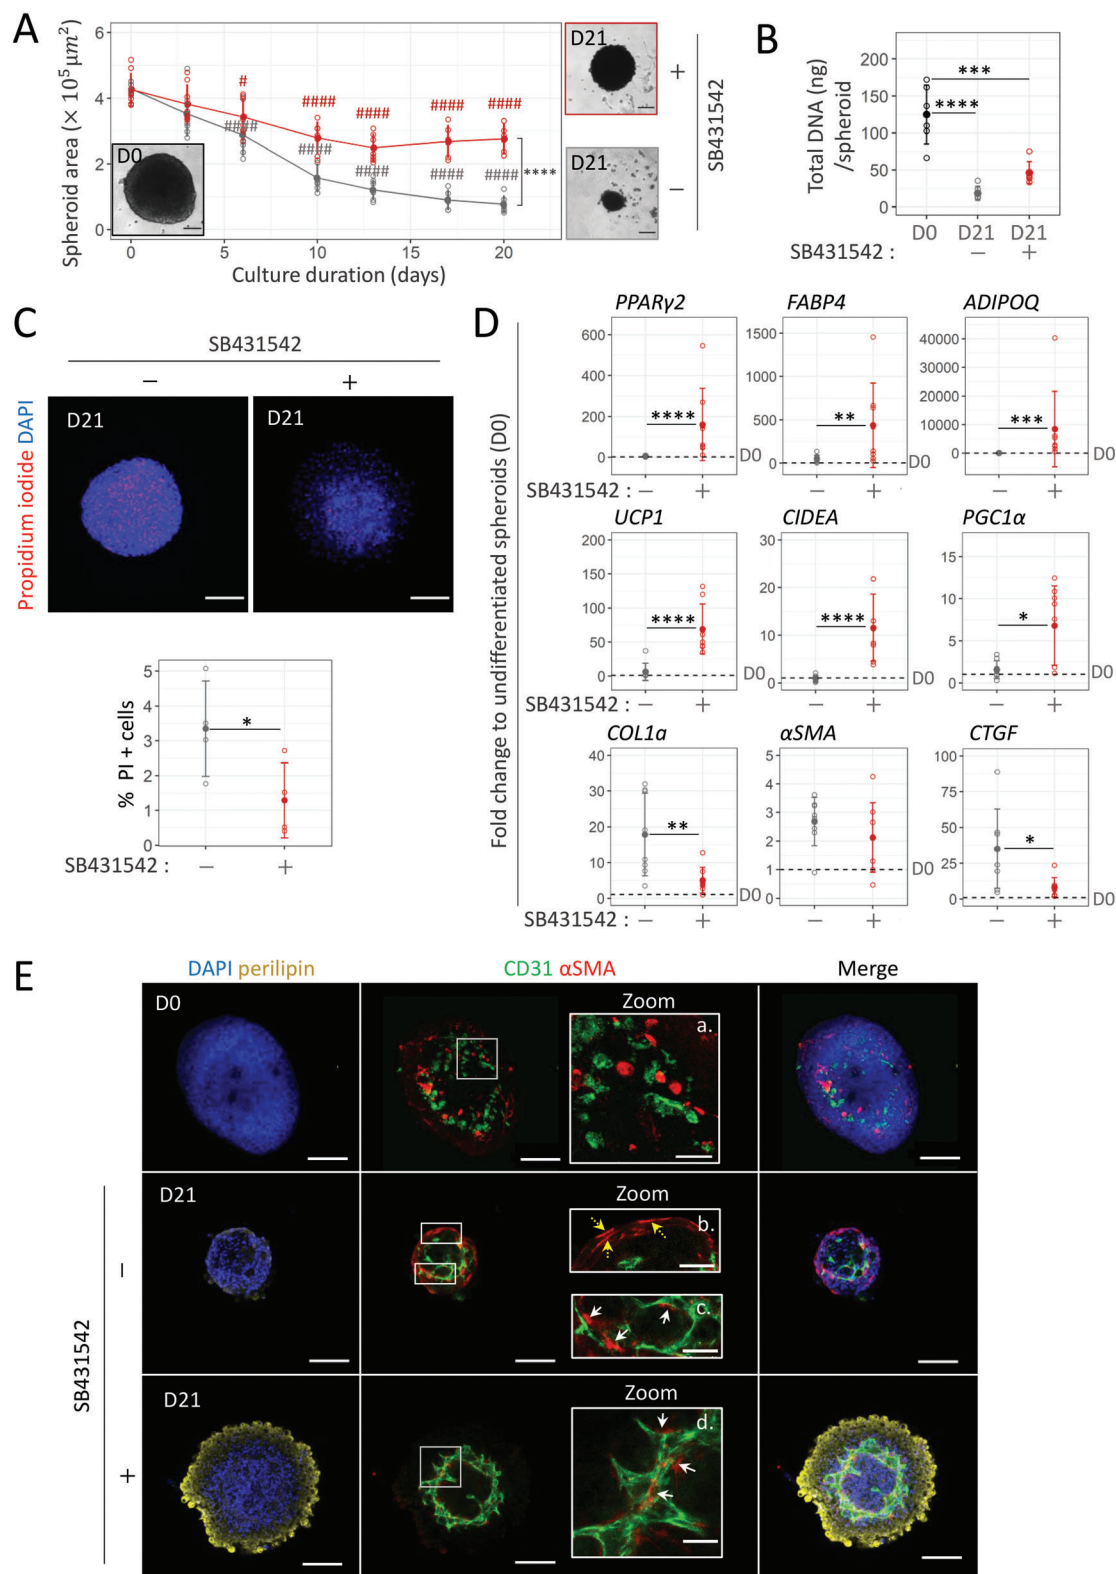 A
Spheroid area (× 10⁵ μm²)
6
4
2
0
0
5
10
15
20
Culture duration (days)
D0
#
####
####
####
####
####
####
####
####
####
****
D21
+
D21
−
SB431542
B
Total DNA (ng)
/spheroid
200
150
100
50
0
***
****
D0 D21 D21
SB431542 : − +
C
SB431542
− +
Propidium iodide DAPI
D21
D21
% PI + cells
5
4
3
2
1
0
*
SB431542 : − +
D
Fold change to undifferentiated spheroids (D0)
PPARγ2
600
400
200
0
****
D0
SB431542 : − +
FABP4
1500
1000
500
0
**
D0
− +
ADIPOQ
40000
30000
20000
10000
0
***
D0
− +
UCP1
200
150
100
50
0
****
D0
SB431542 : − +
CIDEA
30
20
10
0
****
D0
− +
PGC1α
15
10
5
0
*
D0
− +
COL1a
40
30
20
10
0
**
D0
SB431542 : − +
αSMA
5
4
3
2
1
0
D0
− +
CTGF
100
75
50
25
0
*
D0
− +
E
DAPI perilipin
CD31 αSMA
Merge
D0
Zoom
a.
SB431542
−
D21
Zoom
b.
c.
+
D21
Zoom
d.